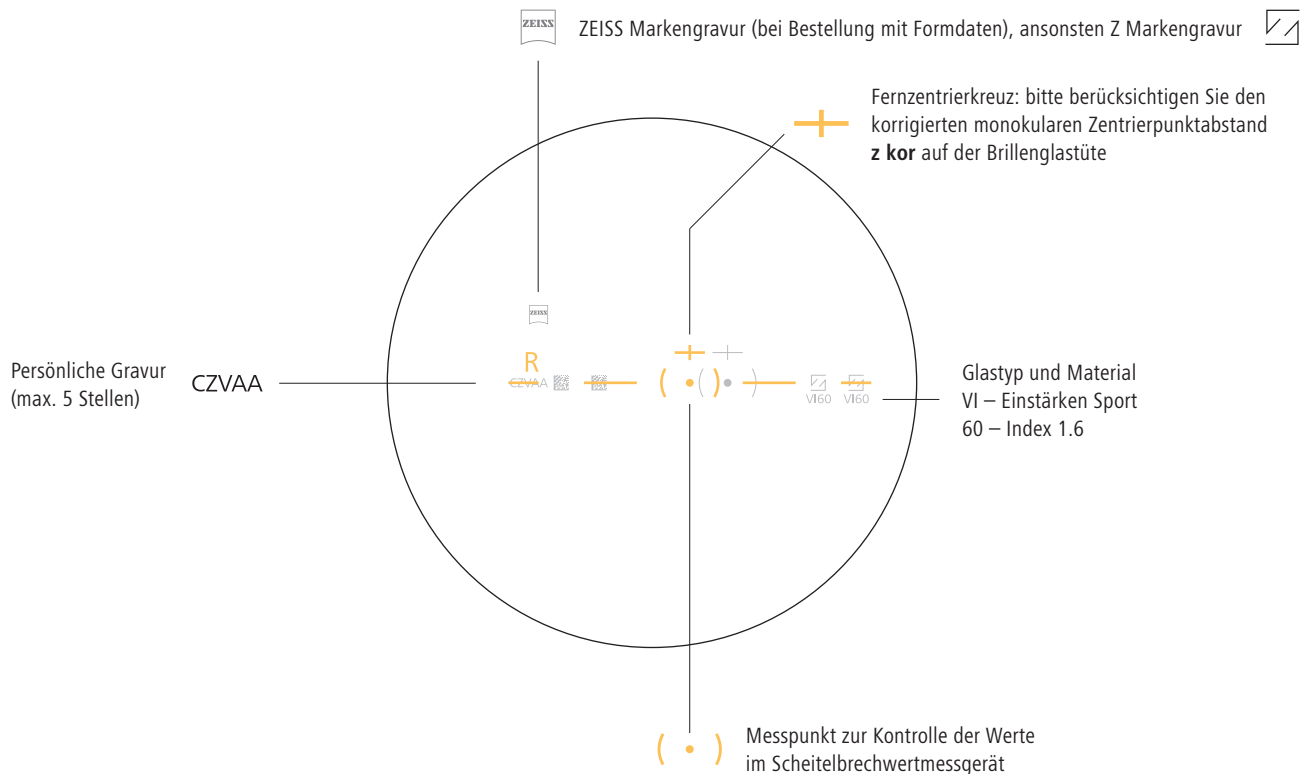 ZEISS
ZEISS Markengravur (bei Bestellung mit Formdaten), ansonsten Z Markengravur
Fernzentrierkreuz: bitte berücksichtigen Sie den
korrigierten monokularen Zentrierpunktabstand
z kor auf der Brillenglastüte
ZEISS
Persönliche Gravur
(max. 5 Stellen)
CZVAA
R
CZVAA
VI60
VI60
Glastyp und Material
VI – Einstärken Sport
60 – Index 1.6
Messpunkt zur Kontrolle der Werte
im Scheitelbrechwertmessgerät